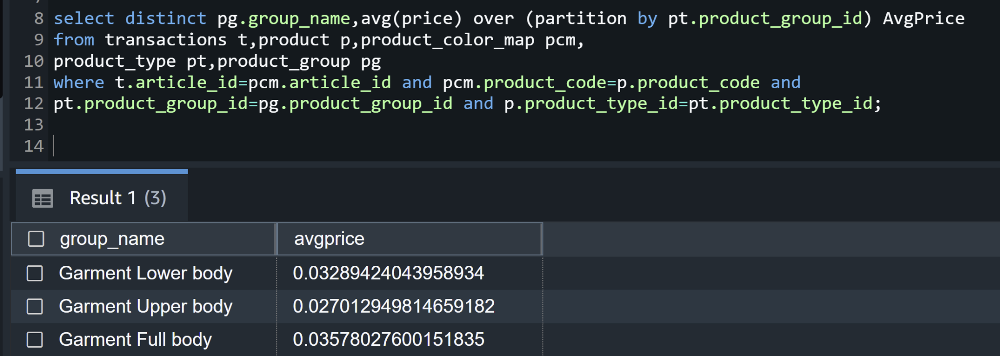 8 select distinct pg.group_name,avg(price) over (partition by pt.product_group_id) AvgPrice
9 from transactions t,product p,product_color_map pcm,
10 product_type pt,product_group pg
11 where t.article_id=pcm.article_id and pcm.product_code=p.product_code and
12 pt.product_group_id=pg.product_group_id and p.product_type_id=pt.product_type_id;
13
14
Result 1 (3)
group_name avgprice
Garment Lower body 0.03289424043958934
Garment Upper body 0.027012949814659182
Garment Full body 0.03578027600151835